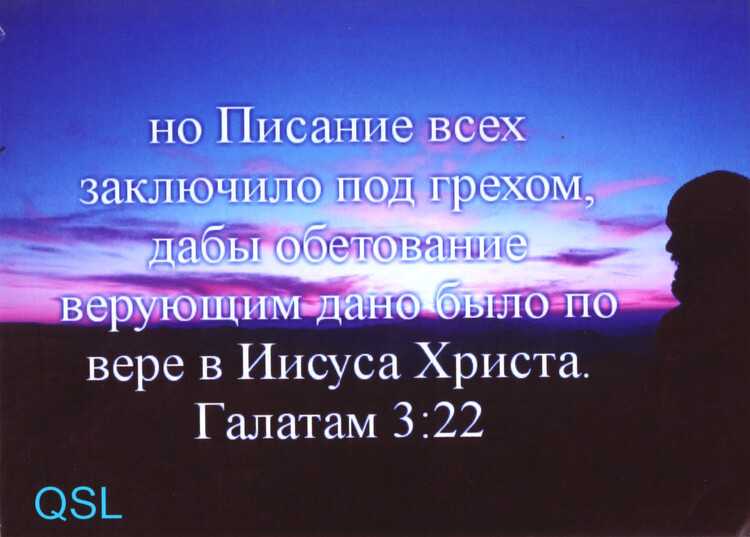 но Писание всех
заключило под грехом,
дабы обетование
верующим дано было по
вере в Иисуса Христа.
Галатам 3:22
QSL